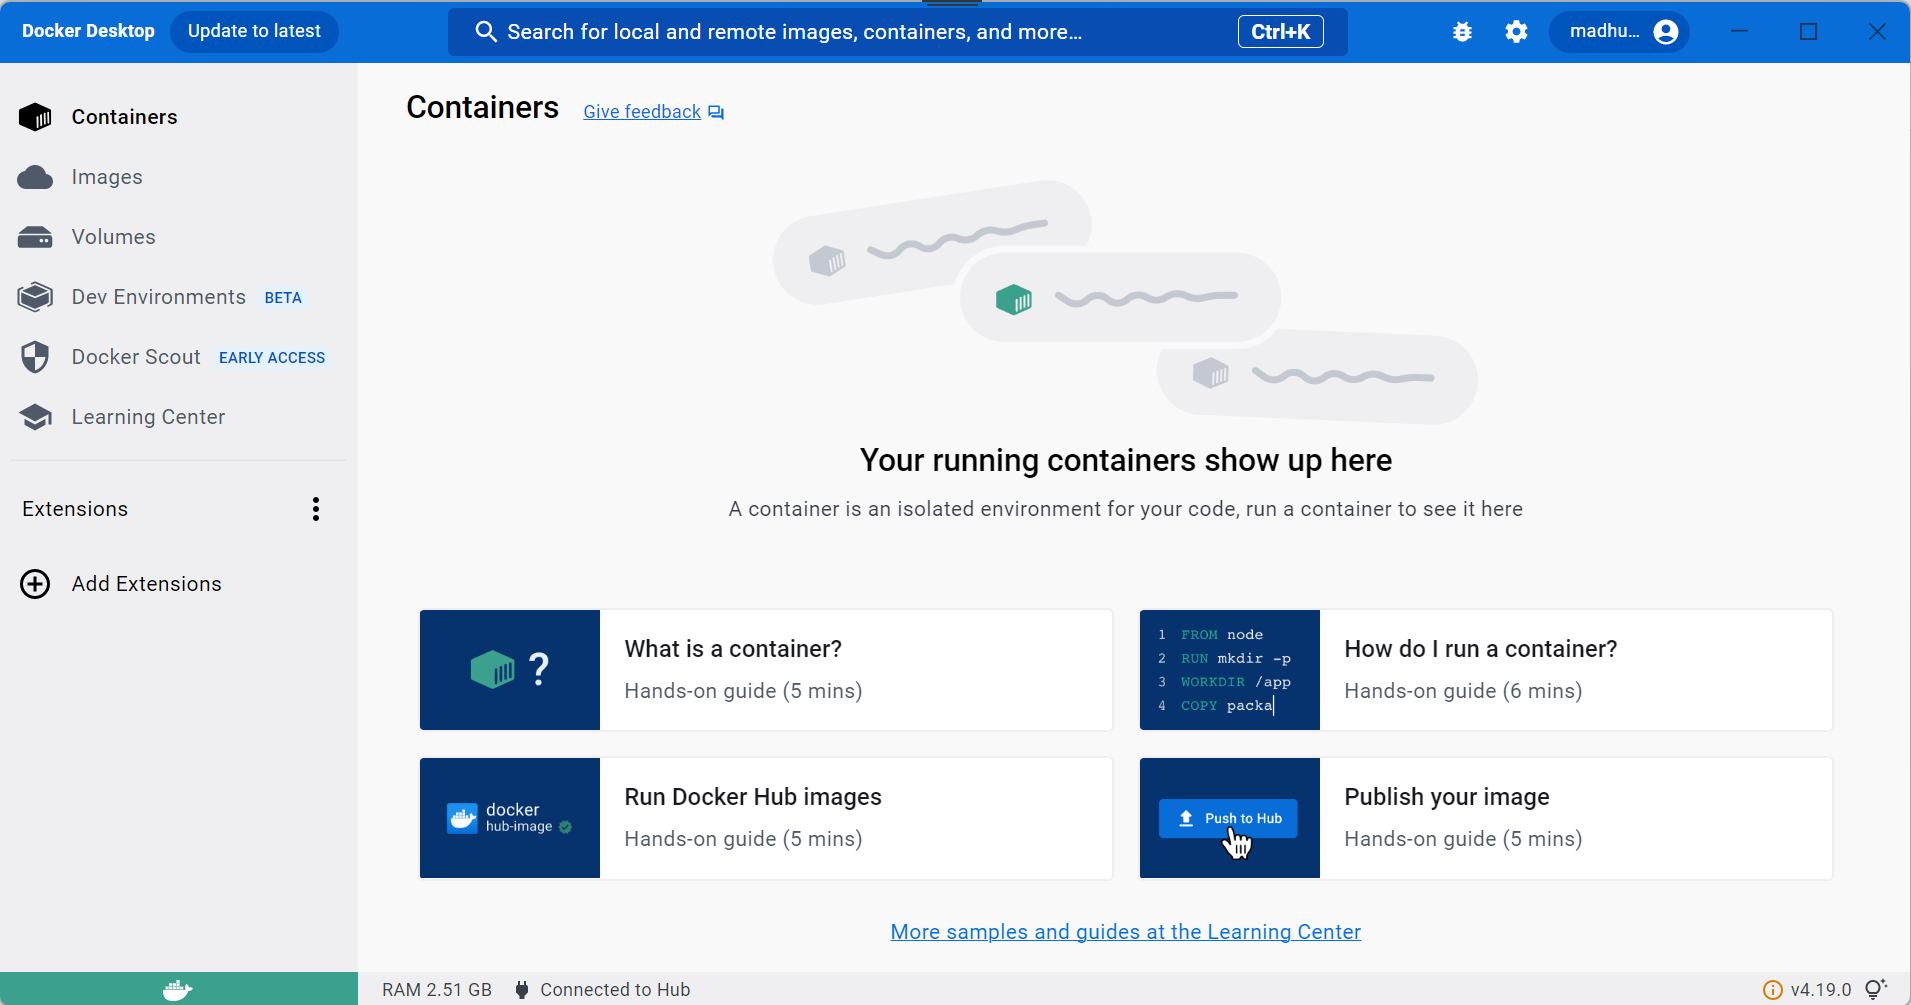 Docker Desktop Update to latest Search for local and remote images, containers, and more... Ctrl+K madhu...
Containers
Images
Volumes
Dev Environments BETA
Docker Scout EARLY ACCESS
Learning Center
Extensions
Add Extensions
Containers Give feedback
Your running containers show up here
A container is an isolated environment for your code, run a container to see it here
?
What is a container?
Hands-on guide (5 mins)
1 FROM node
2 RUN mkdir -p
3 WORKDIR /app
4 COPY packa
How do I run a container?
Hands-on guide (6 mins)
docker
hub-image
Run Docker Hub images
Hands-on guide (5 mins)
Push to Hub
Publish your image
Hands-on guide (5 mins)
More samples and guides at the Learning Center
RAM 2.51 GB Connected to Hub v4.19.0